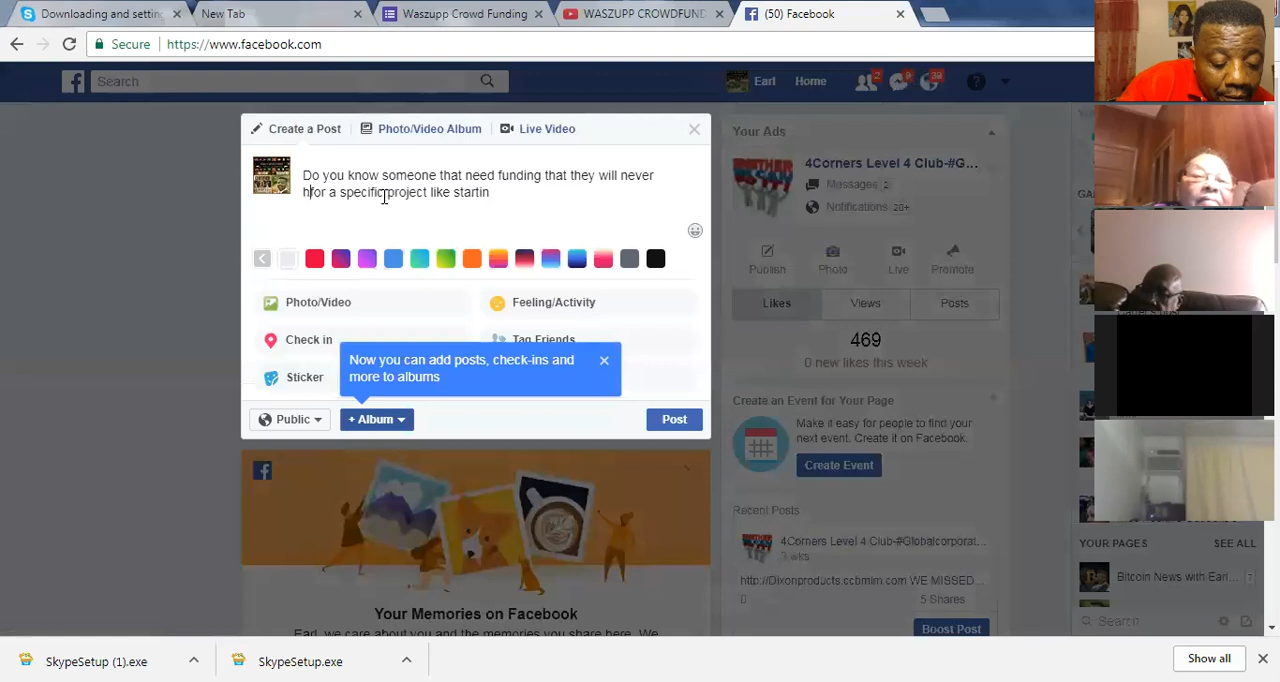 Downloading and settin
New Tab
Waszupp Crowd Funding
WASZUPP CROWDFUND
(50) Facebook
Secure
https://www.facebook.com
Search
Earl
Home
2
9
39
Create a Post
Photo/Video Album
Live Video
Do you know someone that need funding that they will never
hfor a specific project like startin
Photo/Video
Feeling/Activity
Check in
Tag Friends
Sticker
Now you can add posts, check-ins and
more to albums
Public
+ Album
Post
Your Memories on Facebook
Earl, we care about you and the memories you share here. We
Your Ads
4Corners Level 4 Club-#G...
Messages 2
Notifications 20+
Publish
Photo
Live
Promote
Likes
Views
Posts
469
0 new likes this week
Create an Event for Your Page
Make it easy for people to find your
next event. Create it on Facebook.
Create Event
Recent Posts
4Corners Level 4 Club-#Globalcorporat...
3 wks
http://Dixonproducts.ccbmlm.com WE MISSED...
0
5 Shares
Boost Post
YOUR PAGES
SEE ALL
Bitcoin News with Earl...
7
Search
SkypeSetup (1).exe
SkypeSetup.exe
Show all